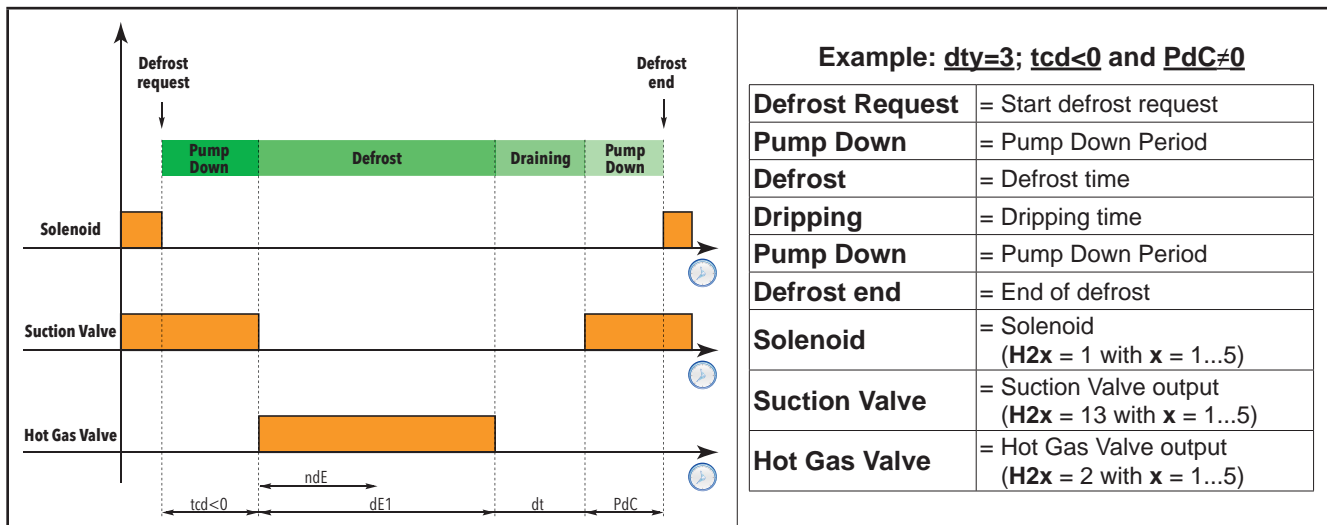 Defrost
request
Defrost
end
Pump
Down
Defrost
Draining
Pump
Down
Solenoid
Suction Valve
Hot Gas Valve
ndE
tcd<0
dE1
dt
PdC
Example: dty=3; tcd<0 and PdC≠0
Defrost Request = Start defrost request
Pump Down = Pump Down Period
Defrost = Defrost time
Dripping = Dripping time
Pump Down = Pump Down Period
Defrost end = End of defrost
Solenoid = Solenoid
(H2x = 1 with x = 1...5)
Suction Valve = Suction Valve output
(H2x = 13 with x = 1...5)
Hot Gas Valve = Hot Gas Valve output
(H2x = 2 with x = 1...5)